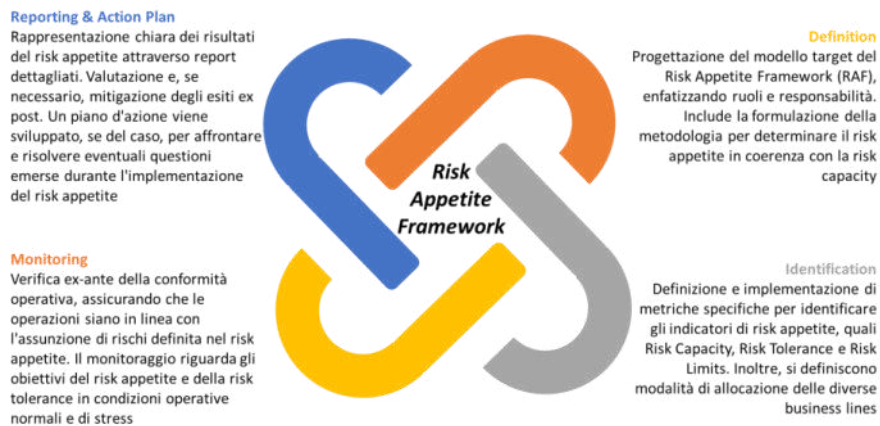 Reporting & Action Plan
Rappresentazione chiara dei risultati
del risk appetite attraverso report
dettagliati. Valutazione e, se
necessario, mitigazione degli esiti ex
post. Un piano d'azione viene
sviluppato, se del caso, per affrontare
e risolvere eventuali questioni
emerse durante l'implementazione
del risk appetite
Definition
Progettazione del modello target del
Risk Appetite Framework (RAF),
enfatizzando ruoli e responsabilità.
Include la formulazione della
metodologia per determinare il risk
appetite in coerenza con la risk
capacity
Risk
Appetite
Framework
Monitoring
Verifica ex-ante della conformità
operativa, assicurando che le
operazioni siano in linea con
l'assunzione di rischi definita nel risk
appetite. Il monitoraggio riguarda gli
obiettivi del risk appetite e della risk
tolerance in condizioni operative
normali e di stress
Identification
Definizione e implementazione di
metriche specifiche per identificare
gli indicatori di risk appetite, quali
Risk Capacity, Risk Tolerance e Risk
Limits. Inoltre, si definiscono
modalità di allocazione delle diverse
business lines